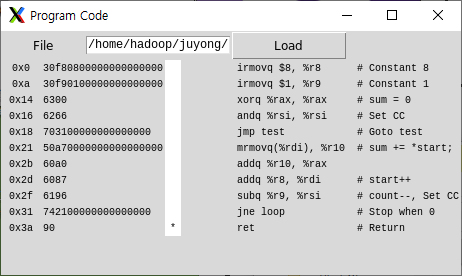 Program Code
File /home/hadoop/juyong/ Load
0x0 30f80800000000000000 irmovq $8, %r8 # Constant 8
0xa 30f90100000000000000 irmovq $1, %r9 # Constant 1
0x14 6300 xorq %rax, %rax # sum = 0
0x16 6266 andq %rsi, %rsi # Set CC
0x18 703100000000000000 jmp test # Goto test
0x21 50a70000000000000000 mrmovq(%rdi), %r10 # sum += *start;
0x2b 60a0 addq %r10, %rax
0x2d 6087 addq %r8, %rdi # start++
0x2f 6196 subq %r9, %rsi # count--, Set CC
0x31 742100000000000000 jne loop # Stop when 0
0x3a 90 * ret # Return